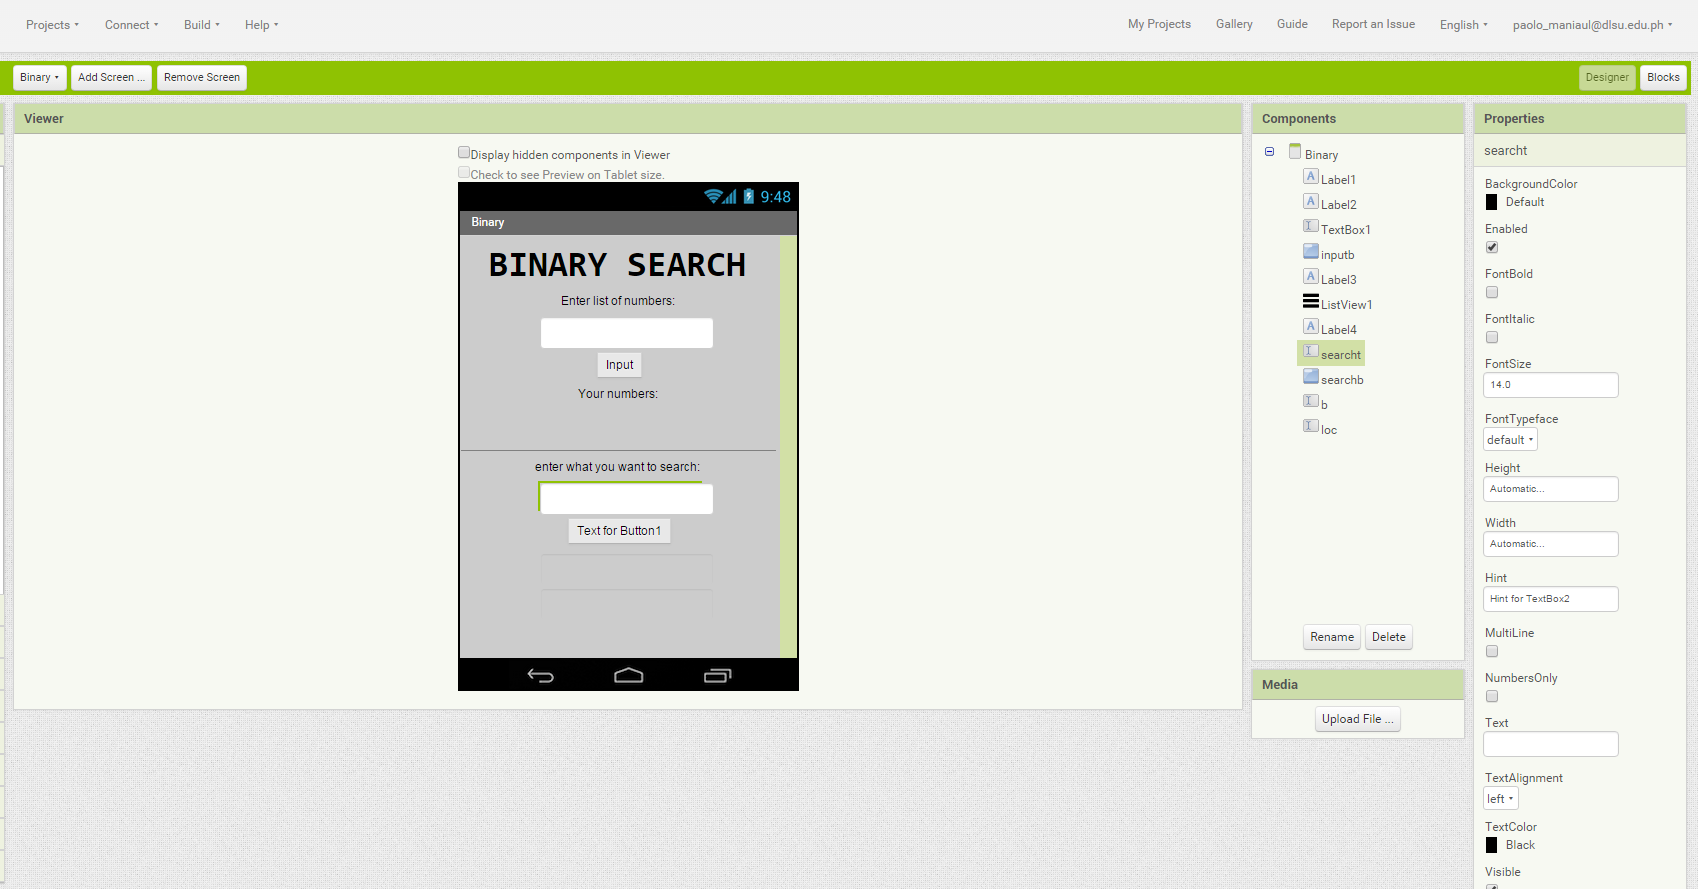 Projects Connect Build Help My Projects Gallery Guide Report an Issue English paolo_maniaul@dlsu.edu.ph
Binary Add Screen ... Remove Screen Designer Blocks
Viewer
Display hidden components in Viewer
Check to see Preview on Tablet size.
9:48
Binary
BINARY SEARCH
Enter list of numbers:
Input
Your numbers:
enter what you want to search:
Text for Button1
Components
Binary
A Label1
A Label2
TextBox1
inputb
A Label3
ListView1
A Label4
searcht
searchb
b
loc
Rename Delete
Media
Upload File ...
Properties
searcht
BackgroundColor
Default
Enabled
FontBold
FontItalic
FontSize
14.0
FontTypeface
default
Height
Automatic...
Width
Automatic...
Hint
Hint for TextBox2
MultiLine
NumbersOnly
Text
TextAlignment
left
TextColor
Black
Visible